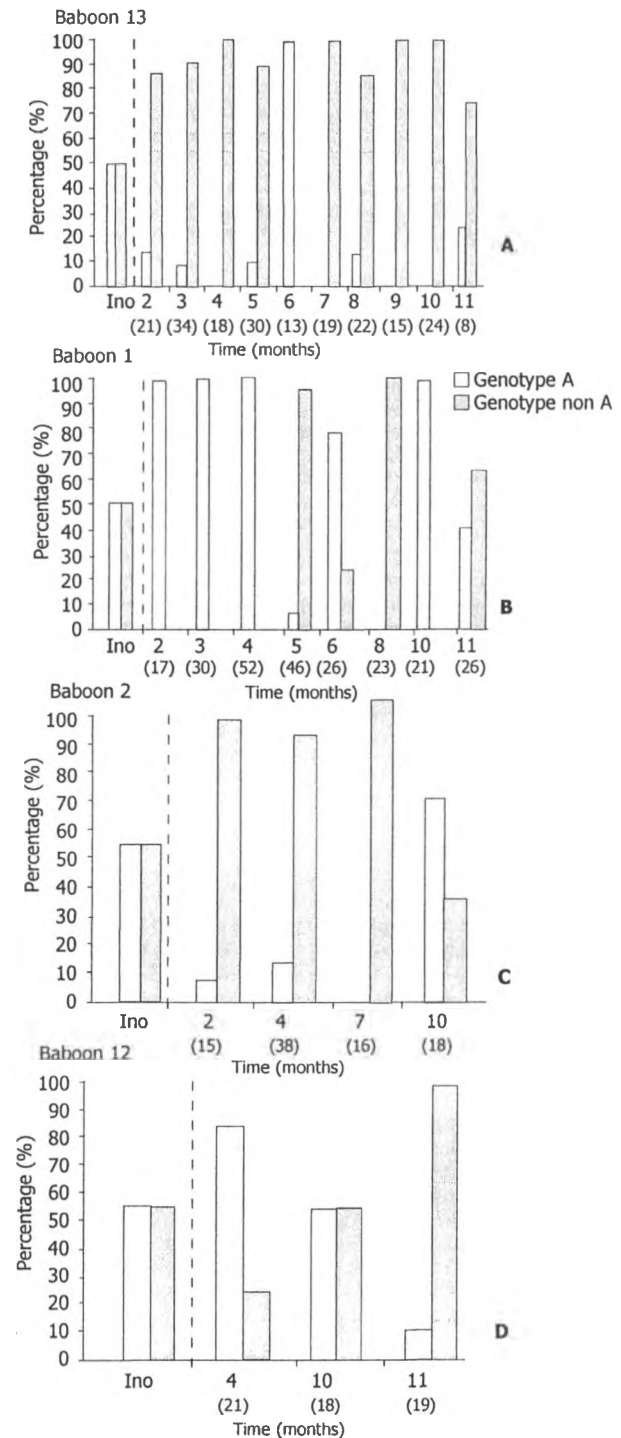 Baboon 13
Percentage (%)
100
90
80
70
60
50
40
30
20
10
0
Ino 2 3 4 5 6 7 8 9 10 11
(21) (34) (18) (30) (13) (19) (22) (15) (24) (8)
Time (months)
A
Baboon 1
Genotype A
Genotype non A
Percentage (%)
100
90
80
70
60
50
40
30
20
10
0
Ino 2 3 4 5 6 8 10 11
(17) (30) (52) (46) (26) (23) (21) (26)
Time (months)
B
Baboon 2
Percentage (%)
100
90
80
70
60
50
40
30
20
10
0
Ino 2 4 7 10
(15) (38) (16) (18)
Time (months)
C
Baboon 12
Percentage (%)
100
90
80
70
60
50
40
30
20
10
0
Ino 4 10 11
(21) (18) (19)
Time (months)
D